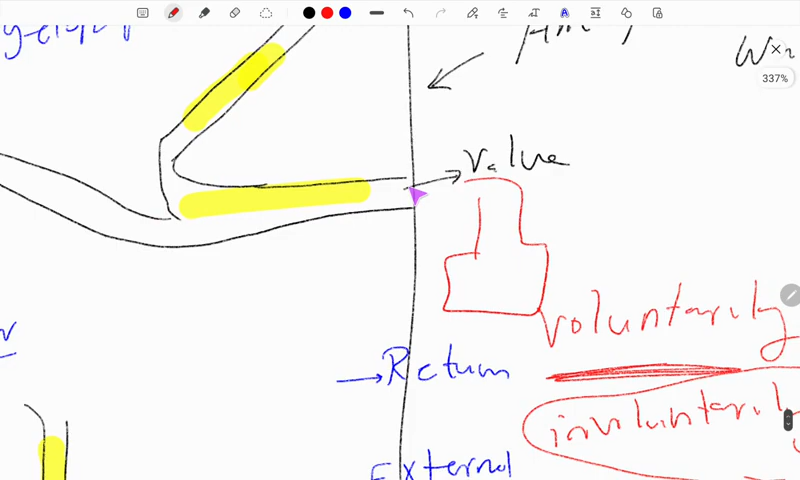 Value
voluntarily
→ Return
involuntarily
External
337%